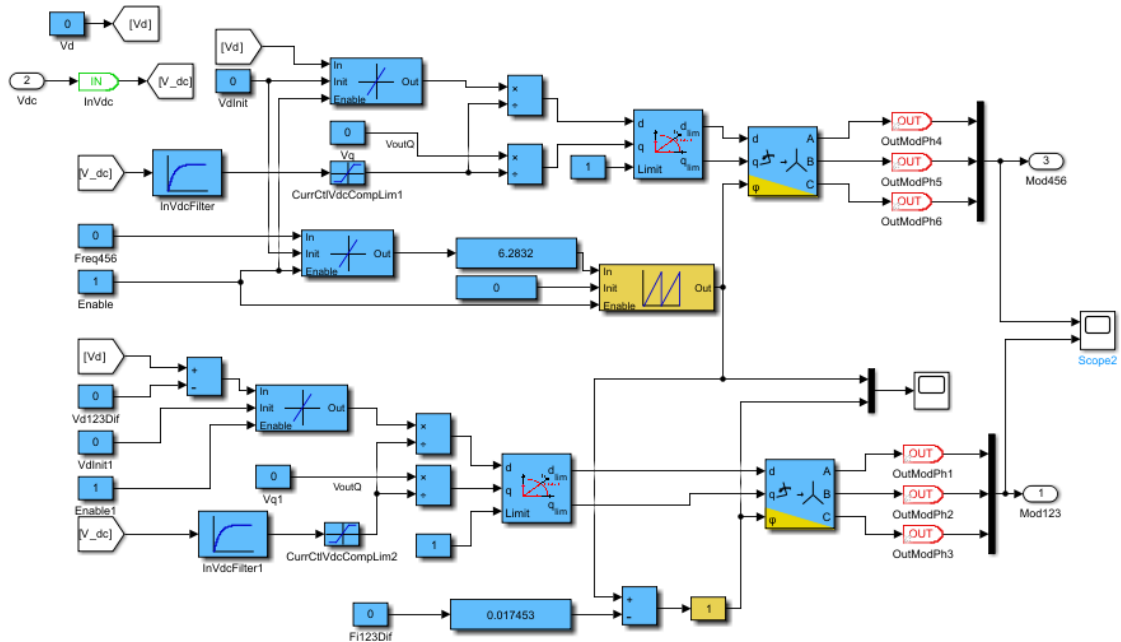 0
Vd
[Vd]
2
Vdc
IN
InVdc
[V_dc]
[Vd]
0
VdInit
In
Init
Enable
Out
×
÷
0
Vq
VoutQ
×
÷
[V_dc]
InVdcFilter
CurrCtlVdcCompLim1
d
q
Limit
d
lim
q
lim
1
d
q
φ
A
B
C
OUT
OutModPh4
OUT
OutModPh5
OUT
OutModPh6
3
Mod456
0
Freq456
1
Enable
In
Init
Enable
Out
6.2832
0
In
Init
Enable
Out
Scope2
[Vd]
+
−
0
Vd123Dif
0
VdInit1
1
Enable1
In
Init
Enable
Out
×
÷
0
Vq1
VoutQ
×
÷
[V_dc]
InVdcFilter1
CurrCtlVdcCompLim2
1
d
q
Limit
d
lim
q
lim
d
q
φ
A
B
C
OUT
OutModPh1
OUT
OutModPh2
OUT
OutModPh3
1
Mod123
0
Fi123Dif
0.017453
+
−
1